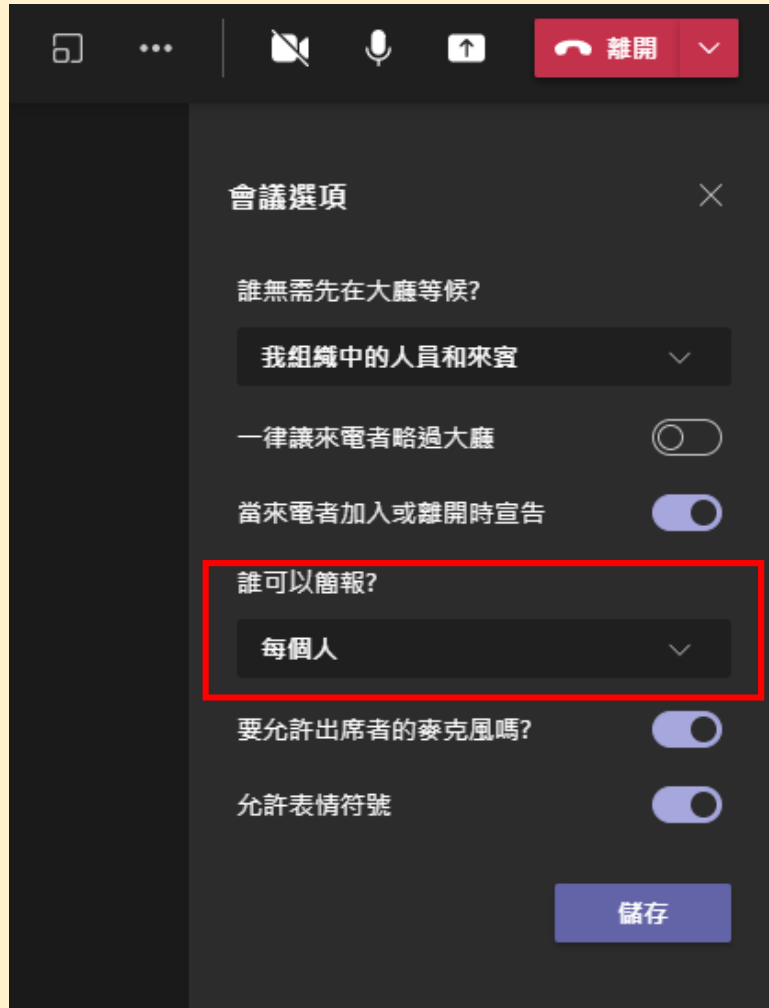 離開
會議選項
誰無需先在大廳等候?
我組織中的人員和來賓
一律讓來電者略過大廳
當來電者加入或離開時宣告
誰可以簡報?
每個人
要允許出席者的麥克風嗎?
允許表情符號
儲存